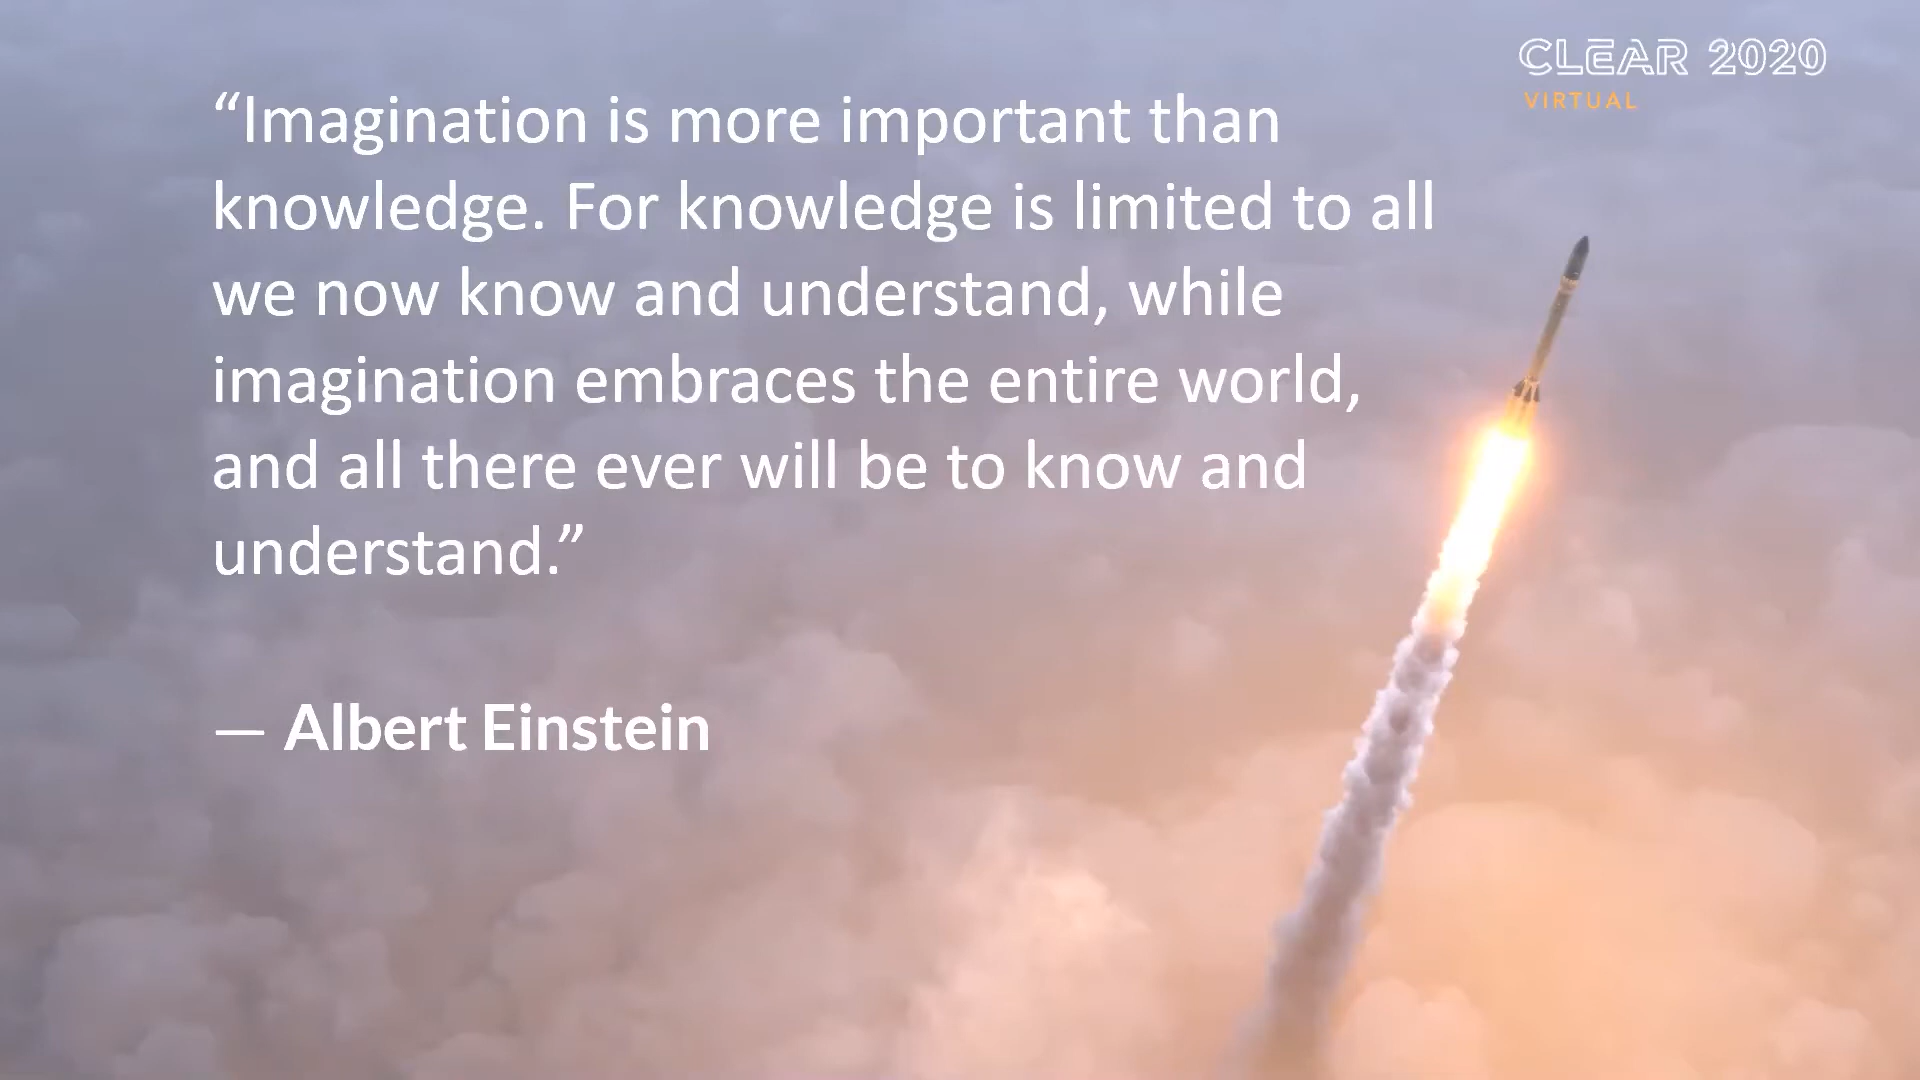 CLEAR 2020
VIRTUAL
“Imagination is more important than
knowledge. For knowledge is limited to all
we now know and understand, while
imagination embraces the entire world,
and all there ever will be to know and
understand.”
— Albert Einstein